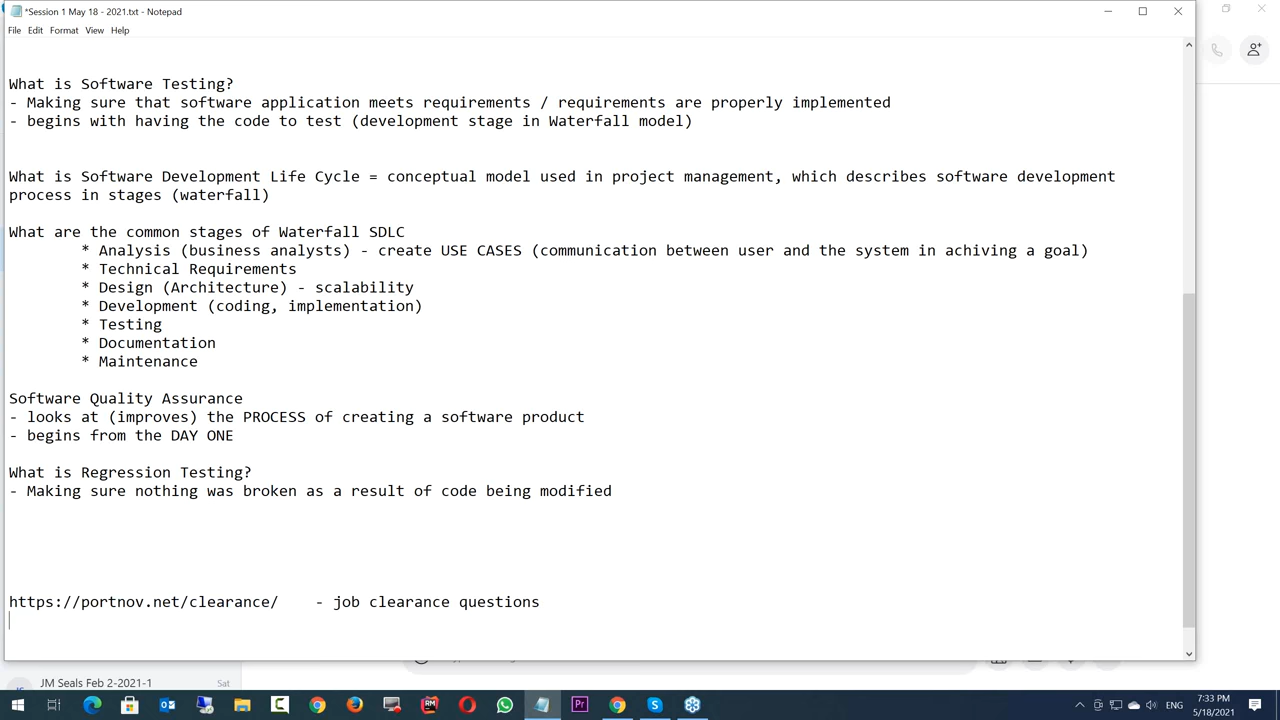 *Session 1 May 18 - 2021.txt - Notepad
File Edit Format View Help
What is Software Testing?
- Making sure that software application meets requirements / requirements are properly implemented
- begins with having the code to test (development stage in Waterfall model)
What is Software Development Life Cycle = conceptual model used in project management, which describes software development
process in stages (waterfall)
What are the common stages of Waterfall SDLC
* Analysis (business analysts) - create USE CASES (communication between user and the system in achiving a goal)
* Technical Requirements
* Design (Architecture) - scalability
* Development (coding, implementation)
* Testing
* Documentation
* Maintenance
Software Quality Assurance
- looks at (improves) the PROCESS of creating a software product
- begins from the DAY ONE
What is Regression Testing?
- Making sure nothing was broken as a result of code being modified
https://portnov.net/clearance/ - job clearance questions
JM Seals Feb 2-2021-1 Sat
ENG
7:33 PM
5/18/2021